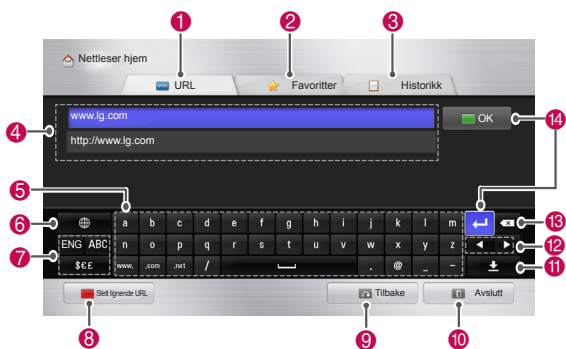 1 2 3
Nettleser hjem
URL Favoritter Historikk
4 www.lg.com OK 14
http://www.lg.com
5
6 a b c d e f g h i j k l m 13
7 ENG ABC n o p q r s t u v w x y z 12
$€£ www. .com .net / . @ _ - 11
Slett lignende URL Tilbake Avslutt
8 9 10